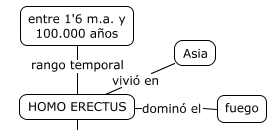 entre 1'6 m.a. y
100.000 años
Asia
rango temporal
vivió en
HOMO ERECTUS
dominó el
fuego